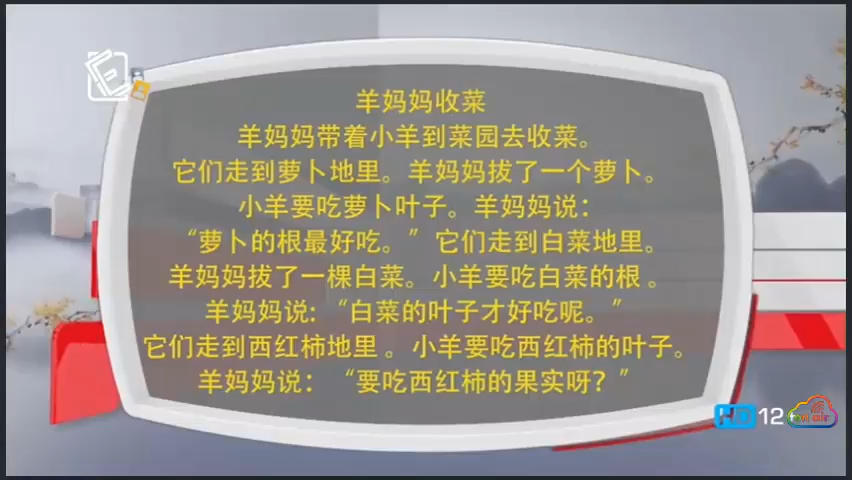 羊妈妈收菜
羊妈妈带着小羊到菜园去收菜。
它们走到萝卜地里。羊妈妈拔了一个萝卜。
小羊要吃萝卜叶子。羊妈妈说：
“萝卜的根最好吃。”它们走到白菜地里。
羊妈妈拔了一棵白菜。小羊要吃白菜的根。
羊妈妈说：“白菜的叶子才好吃呢。”
它们走到西红柿地里。小羊要吃西红柿的叶子。
羊妈妈说：“要吃西红柿的果实呀？”
HD 12+